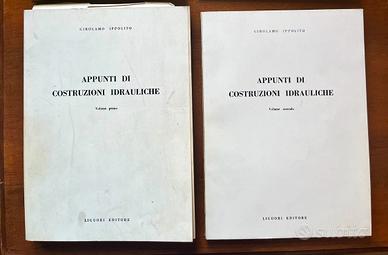 GIROLAMO IPPOLITO
APPUNTI DI
COSTRUZIONI IDRAULICHE
Volume primo
LIGUORI EDITORE
GIROLAMO IPPOLITO
APPUNTI DI
COSTRUZIONI IDRAULICHE
Volume secondo
LIGUORI EDITORE
subito